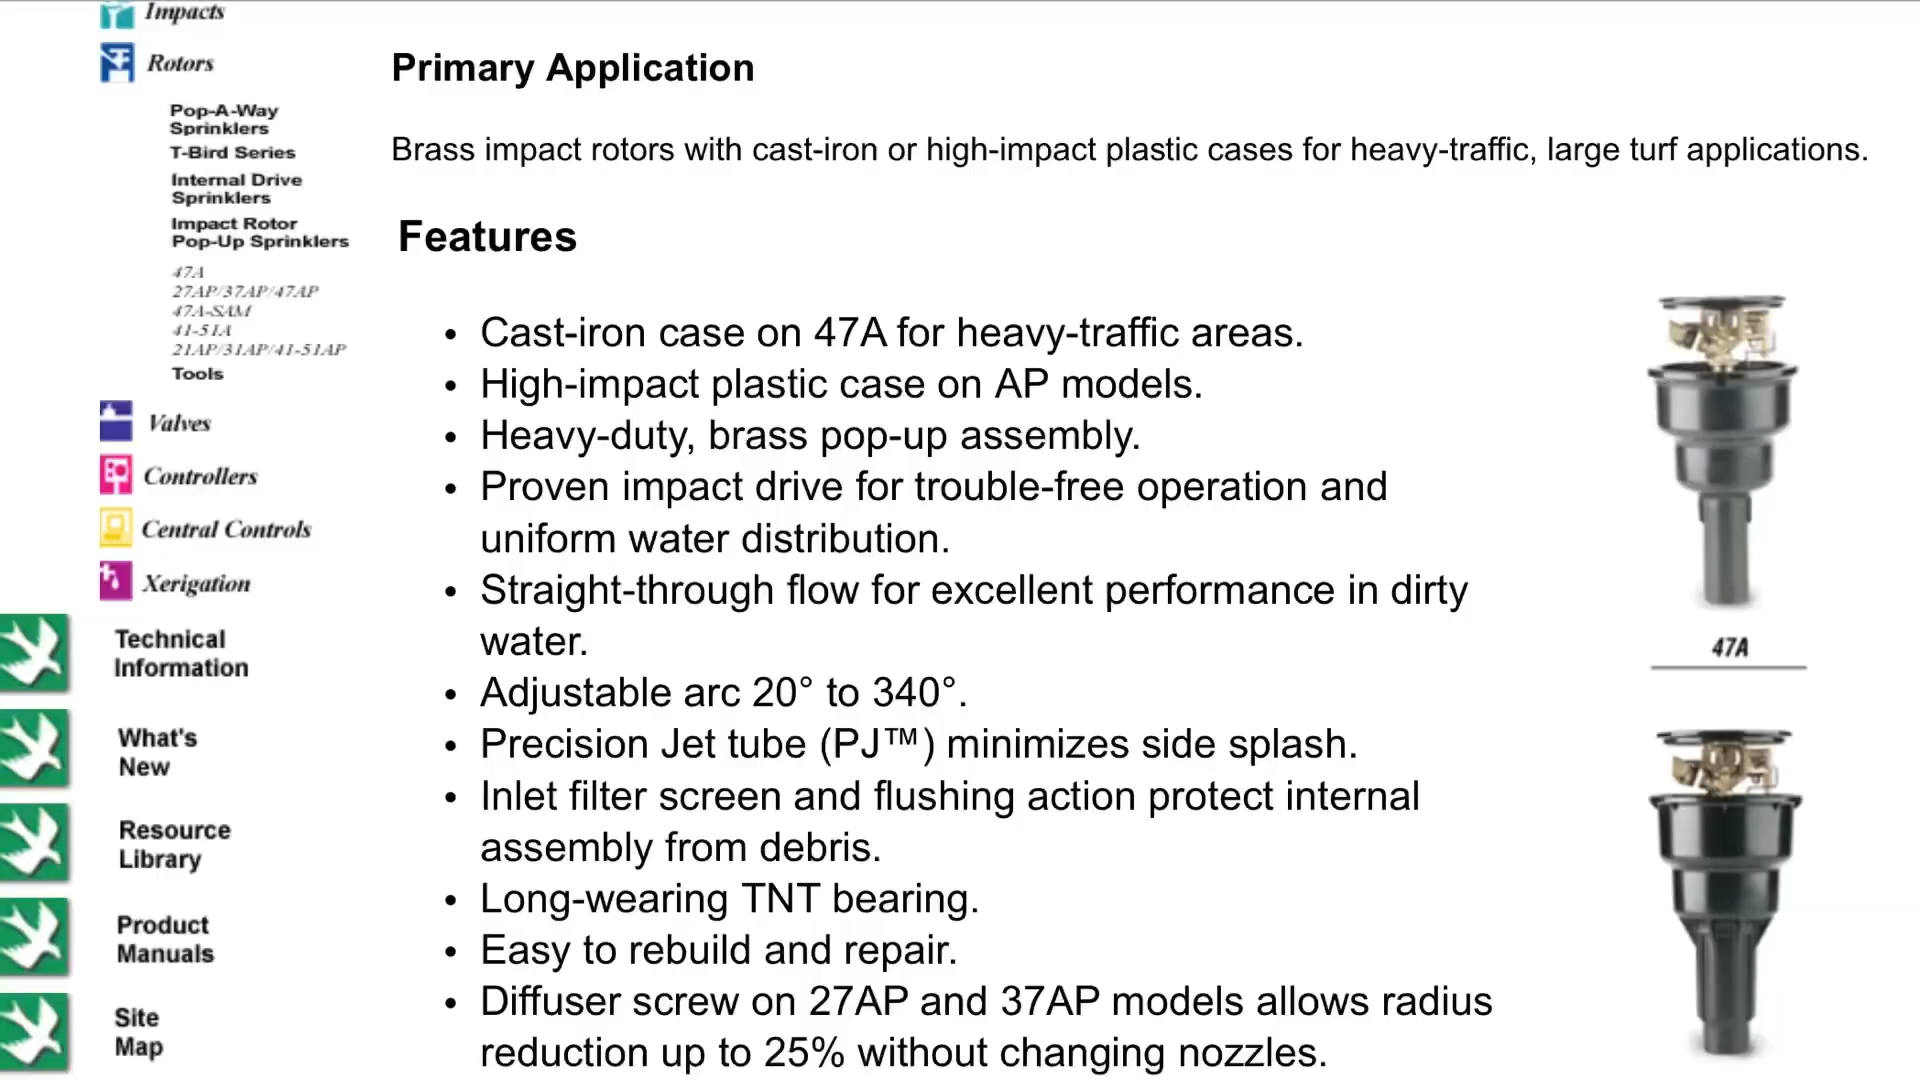 Impacts
Rotors
Pop-A-Way
Sprinklers
T-Bird Series
Internal Drive
Sprinklers
Impact Rotor
Pop-Up Sprinklers
47A
27AP/37AP/47AP
47A-SAM
41-51A
21AP/31AP/41-51AP
Tools
Valves
Controllers
Central Controls
Xerigation
Technical
Information
What's
New
Resource
Library
Product
Manuals
Site
Map
Primary Application
Brass impact rotors with cast-iron or high-impact plastic cases for heavy-traffic, large turf applications.
Features
• Cast-iron case on 47A for heavy-traffic areas.
• High-impact plastic case on AP models.
• Heavy-duty, brass pop-up assembly.
• Proven impact drive for trouble-free operation and
uniform water distribution.
• Straight-through flow for excellent performance in dirty
water.
• Adjustable arc 20° to 340°.
• Precision Jet tube (PJ™) minimizes side splash.
• Inlet filter screen and flushing action protect internal
assembly from debris.
• Long-wearing TNT bearing.
• Easy to rebuild and repair.
• Diffuser screw on 27AP and 37AP models allows radius
reduction up to 25% without changing nozzles.
47A